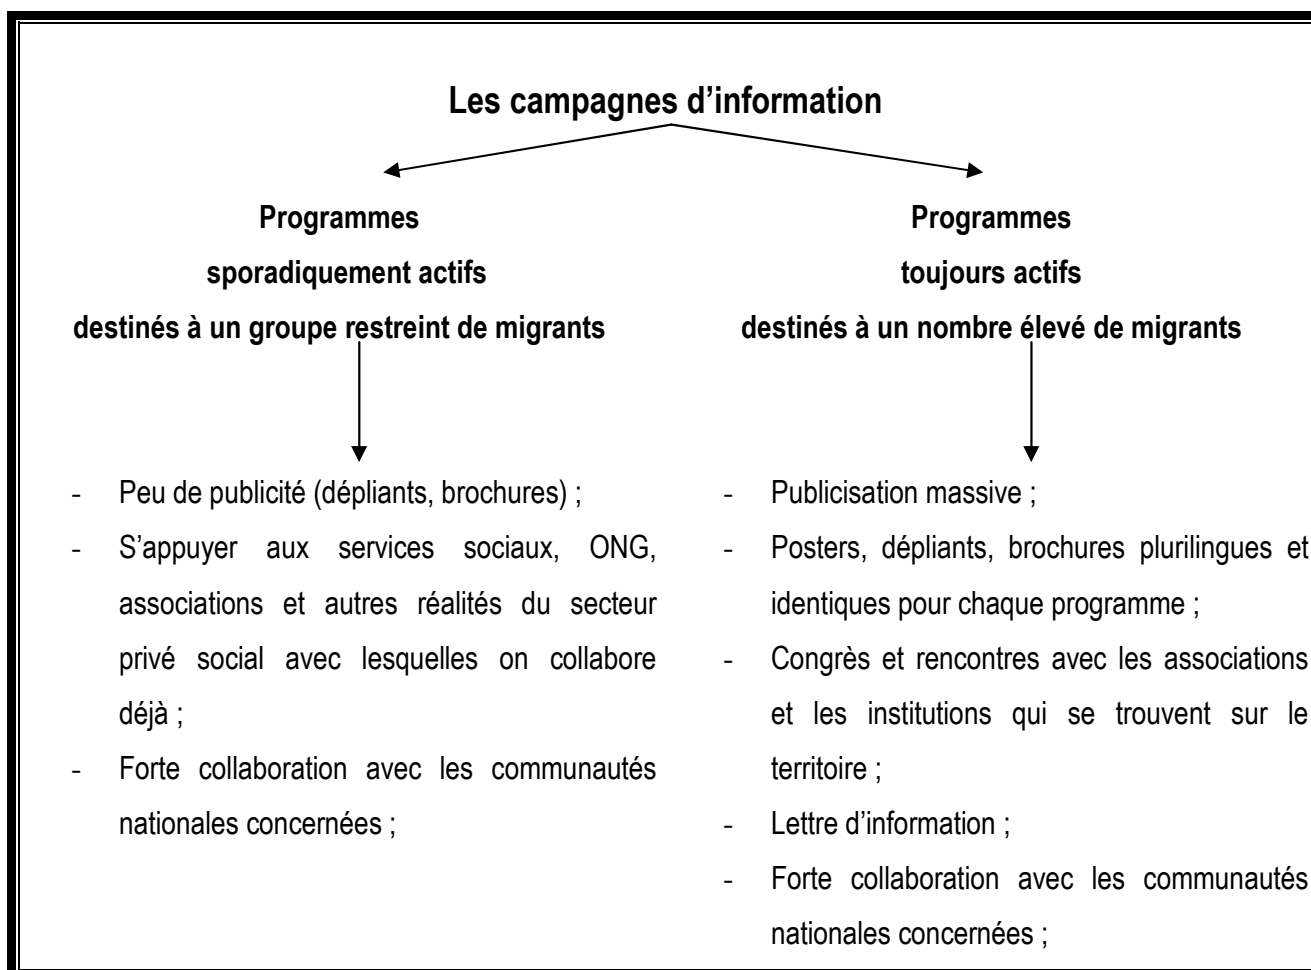 Les campagnes d’information
Programmes
sporadiquement actifs
destinés à un groupe restreint de migrants
- Peu de publicité (dépliants, brochures) ;
- S’appuyer aux services sociaux, ONG,
associations et autres réalités du secteur
privé social avec lesquelles on collabore
déjà ;
- Forte collaboration avec les communautés
nationales concernées ;
Programmes
toujours actifs
destinés à un nombre élevé de migrants
- Publicisation massive ;
- Posters, dépliants, brochures plurilingues et
identiques pour chaque programme ;
- Congrès et rencontres avec les associations
et les institutions qui se trouvent sur le
territoire ;
- Lettre d’information ;
- Forte collaboration avec les communautés
nationales concernées ;